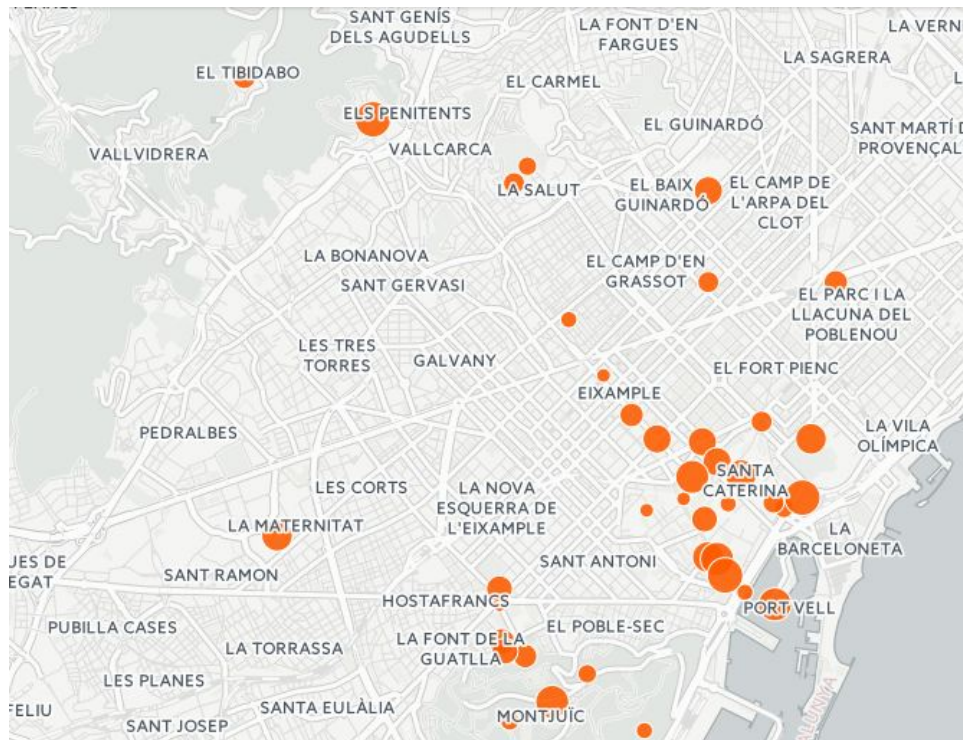 SANT GENÍS
DELS AGUDELLS
LA FONT D'EN
FARGUES
LA VERN
LA SAGRERA
EL TIBIDABO
EL CARMEL
ELS PENITENTS
EL GUINARDÓ
SANT MARTÍ D
PROVENÇAL
VALLVIDRERA
VALLCARCA
LA SALUT
EL BAIX
GUINARDÓ
EL CAMP DE
L'ARPA DEL
CLOT
LA BONANOVA
SANT GERVASI
EL CAMP D'EN
GRASSOT
EL PARC I LA
LLACUNA DEL
POBLENOU
LES TRES
TORRES
GALVANY
EL FORT PIENC
EIXAMPLE
PEDRALBES
LA VILA
OLÍMPICA
LES CORTS
LA NOVA
ESQUERRA DE
L'EIXAMPLE
SANTA
CATERINA
LA MATERNITAT
LA
BARCELONETA
UES DE
EGAT
SANT RAMON
SANT ANTONI
HOSTAFRANCS
PORT VELL
PUBILLA CASES
LA TORRASSA
LA FONT DE LA
GUATLLA
EL POBLE-SEC
LES PLANES
FELIU
SANT JOSEP
SANTA EULÀLIA
MONTJUÏC
ALUNYA